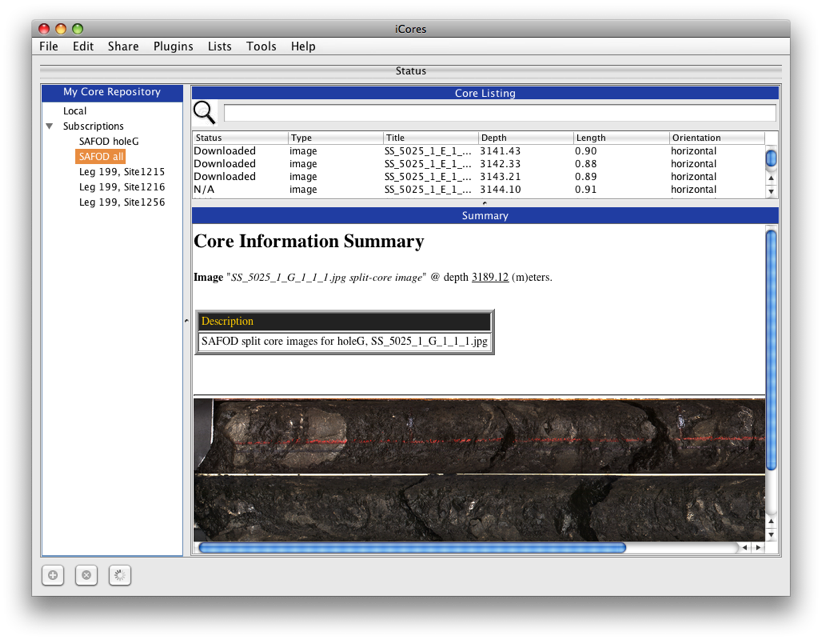 iCores
File Edit Share Plugins Lists Tools Help
Status
My Core Repository
Local
Subscriptions
SAFOD holeG
SAFOD all
Leg 199, Site1215
Leg 199, Site1216
Leg 199, Site1256
Core Listing
Status Type Title Depth Length Orientation
Downloaded image SS_5025_1_E_1_... 3141.43 0.90 horizontal
Downloaded image SS_5025_1_E_1_... 3142.33 0.88 horizontal
Downloaded image SS_5025_1_E_1_... 3143.21 0.89 horizontal
N/A image SS_5025_1_E_1_... 3144.10 0.91 horizontal
Summary
Core Information Summary
Image "SS_5025_1_G_1_1_1.jpg split-core image" @ depth 3189.12 (m)eters.
Description
SAFOD split core images for holeG, SS_5025_1_G_1_1_1.jpg